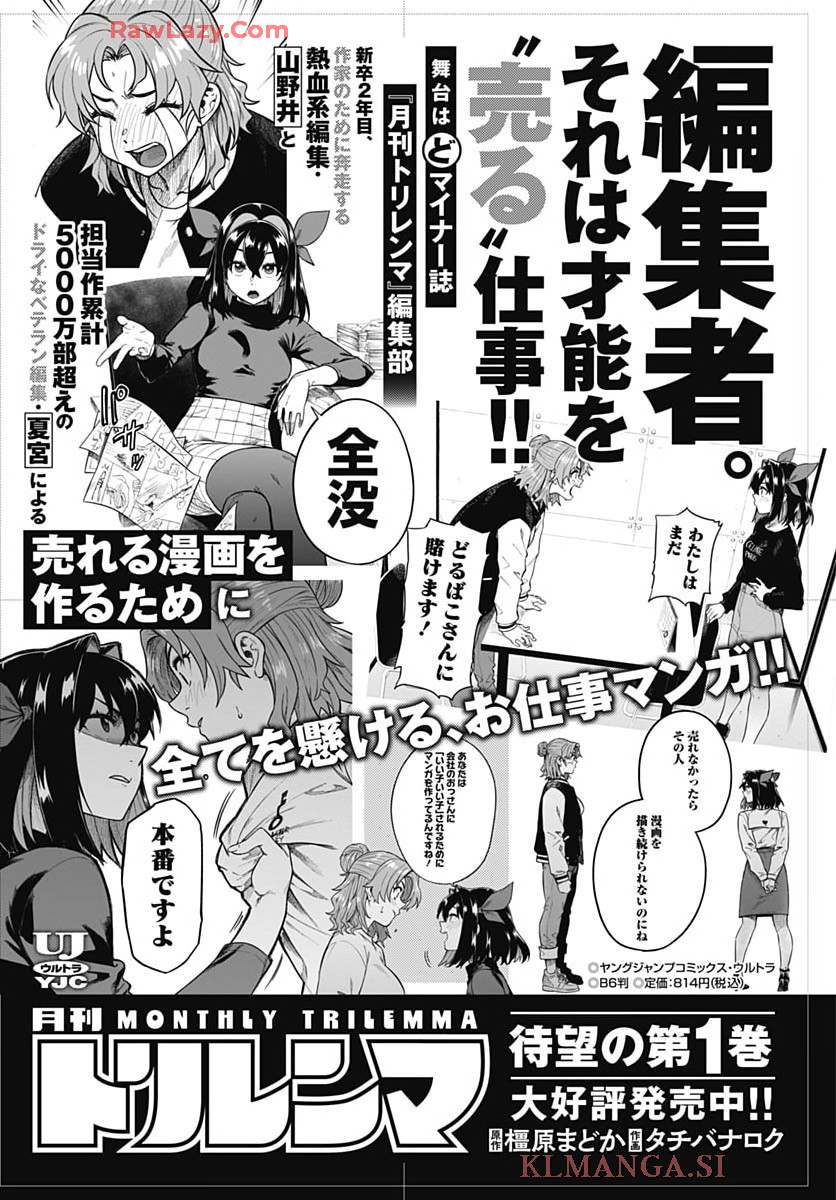 RawLazy.Com
編集者。
それは才能を
“売る”仕事!!
舞台はどマイナー誌
『月刊トリレンマ』編集部
新卒2年目、
作家のために奔走する
熱血系編集・
山野井と
担当作累計
5000万部超えの
ドライなベテラン編集・夏宮による
パサッ
全没
売れる漫画を
作るために
わたしは
まだ
どるばこさんに
賭けます!
全てを懸ける、お仕事マンガ!!
売れなかったら
その人
漫画を
描き続けられないのにね
あなたは
会社のおっさんに
「いい子いい子」されるために
マンガを作ってるんですね!
本番ですよ
◎ヤングジャンプコミックス・ウルトラ
◎B6判 ◎定価:814円(税込)
UJ
ウルトラ
YJC
月刊 MONTHLY TRILEMMA
トリレンマ
待望の第1巻
大好評発売中!!
原作 橿原まどか 作画 タチバナロク
KLMANGA.SI